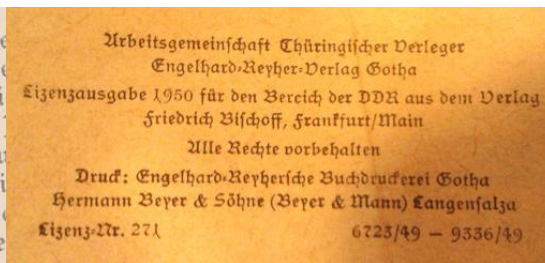 Arbeitsgemeinschaft Thüringischer Verleger
Engelhard-Reyher-Verlag Gotha
Lizenzausgabe 1950 für den Bereich der DDR aus dem Verlag
Friedrich Bischoff, Frankfurt/Main
Alle Rechte vorbehalten
Druck: Engelhard-Reyhersche Buchdruckerei Gotha
Hermann Beyer & Söhne (Beyer & Mann) Langensalza
Lizenz-Nr. 271 6723/49 — 9336/49